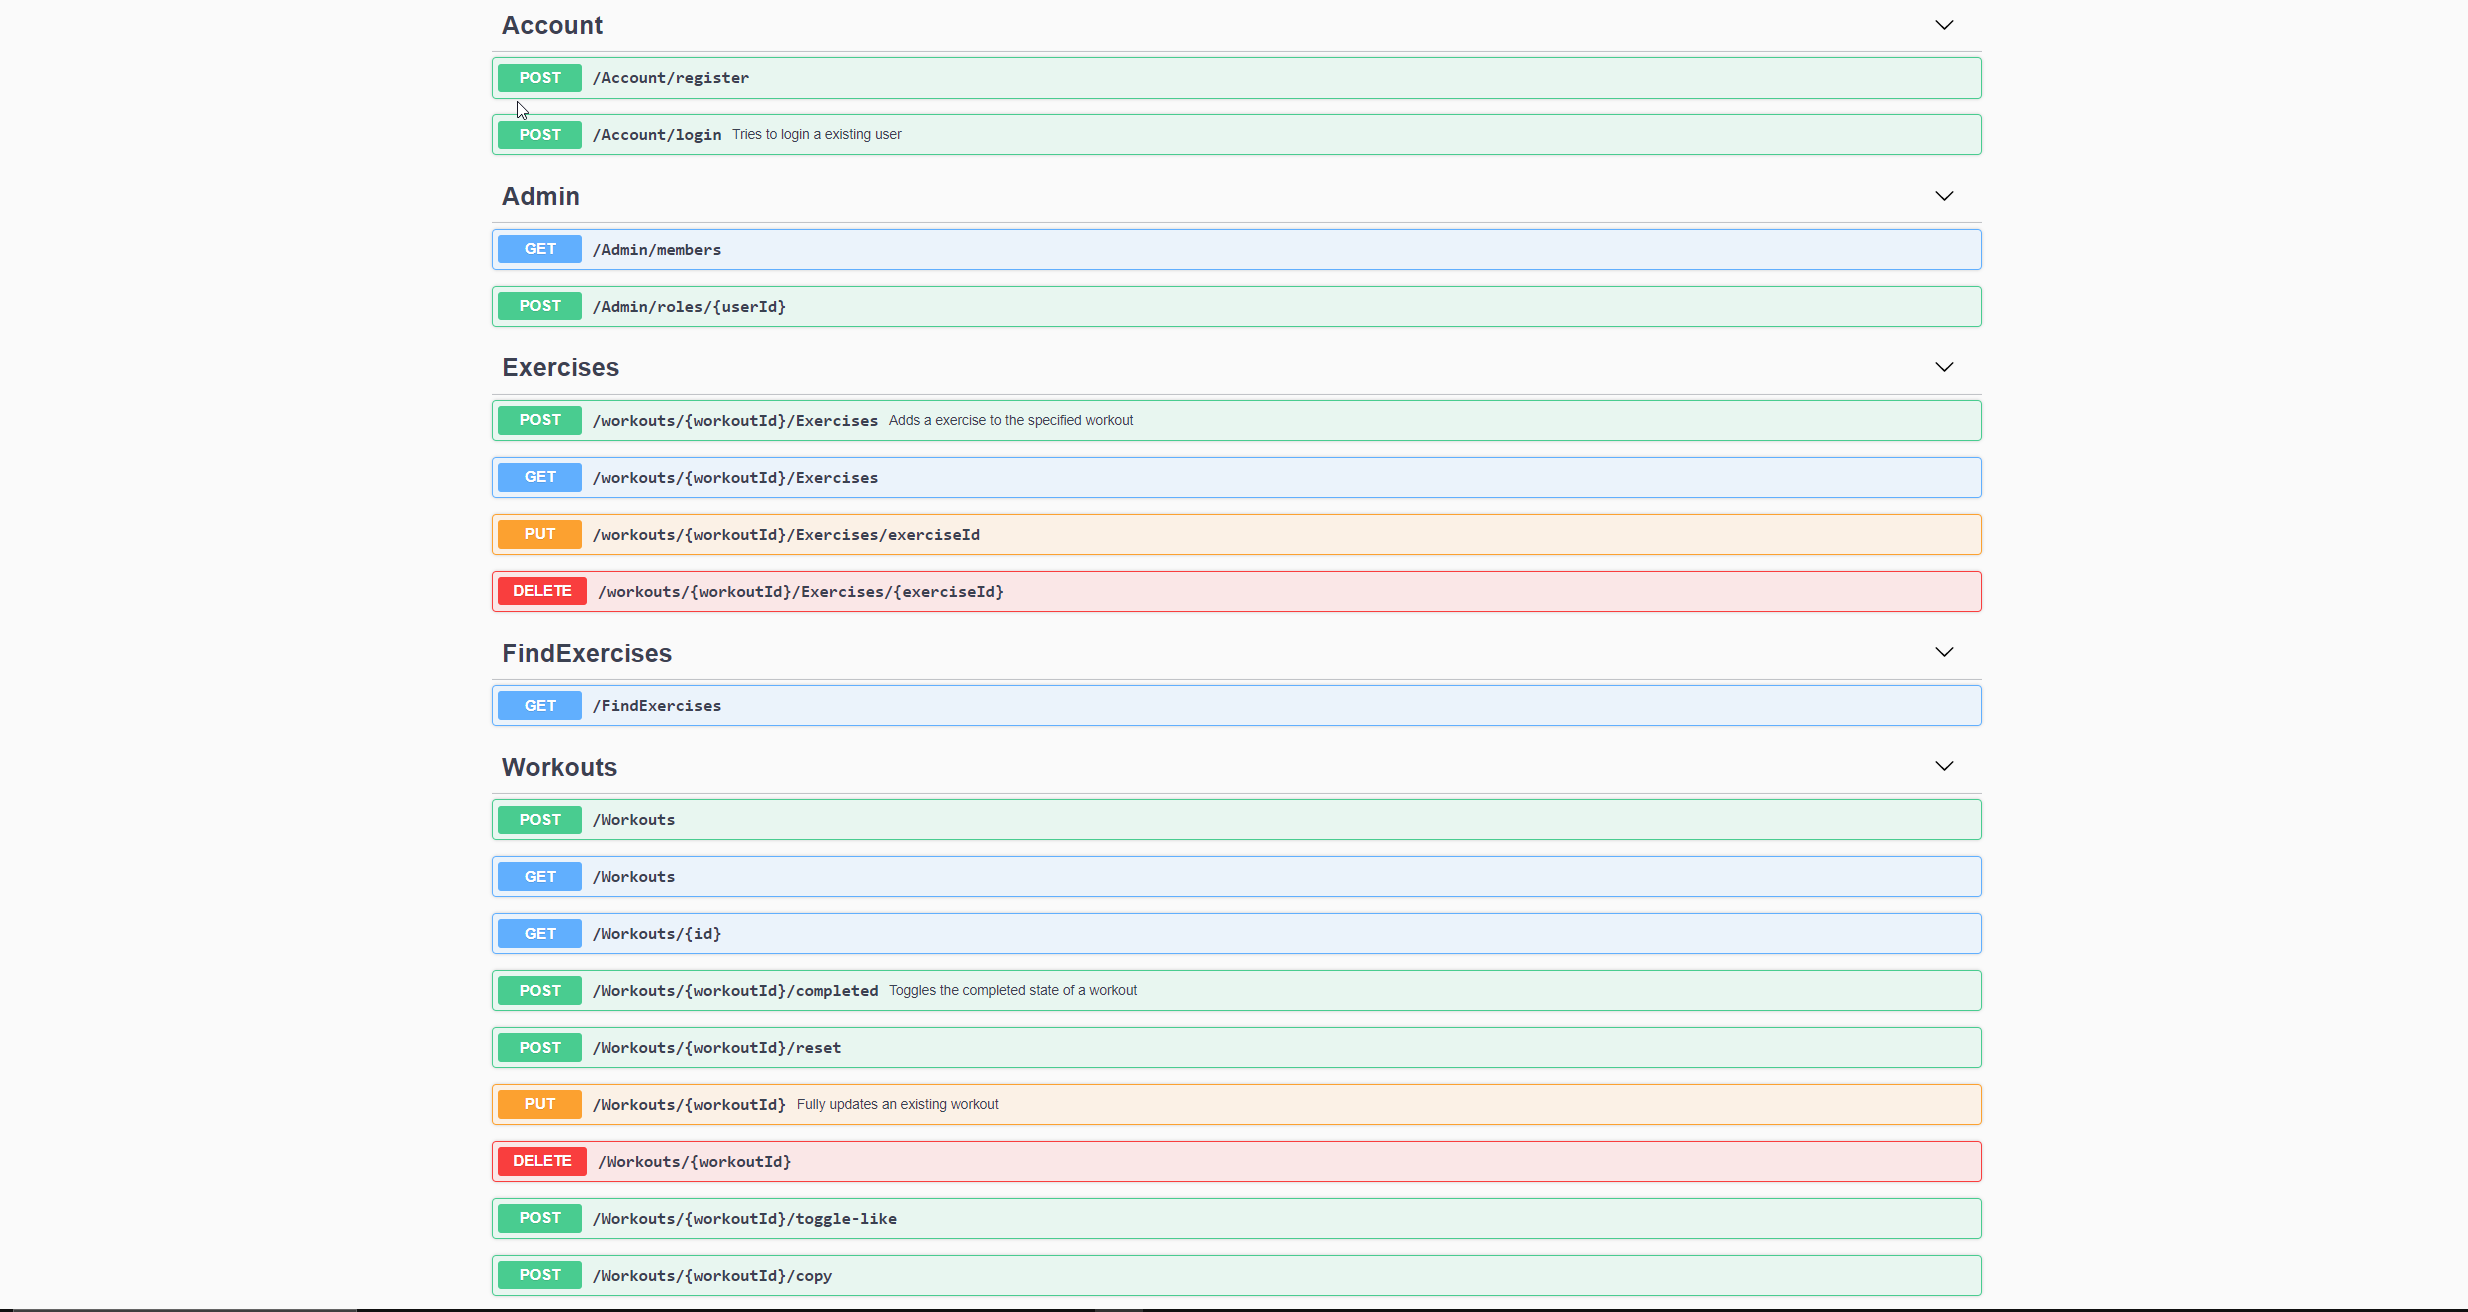 Account
POST /Account/register
POST /Account/login Tries to login a existing user
Admin
GET /Admin/members
POST /Admin/roles/{userId}
Exercises
POST /workouts/{workoutId}/Exercises Adds a exercise to the specified workout
GET /workouts/{workoutId}/Exercises
PUT /workouts/{workoutId}/Exercises/exerciseId
DELETE /workouts/{workoutId}/Exercises/{exerciseId}
FindExercises
GET /FindExercises
Workouts
POST /Workouts
GET /Workouts
GET /Workouts/{id}
POST /Workouts/{workoutId}/completed Toggles the completed state of a workout
POST /Workouts/{workoutId}/reset
PUT /Workouts/{workoutId} Fully updates an existing workout
DELETE /Workouts/{workoutId}
POST /Workouts/{workoutId}/toggle-like
POST /Workouts/{workoutId}/copy